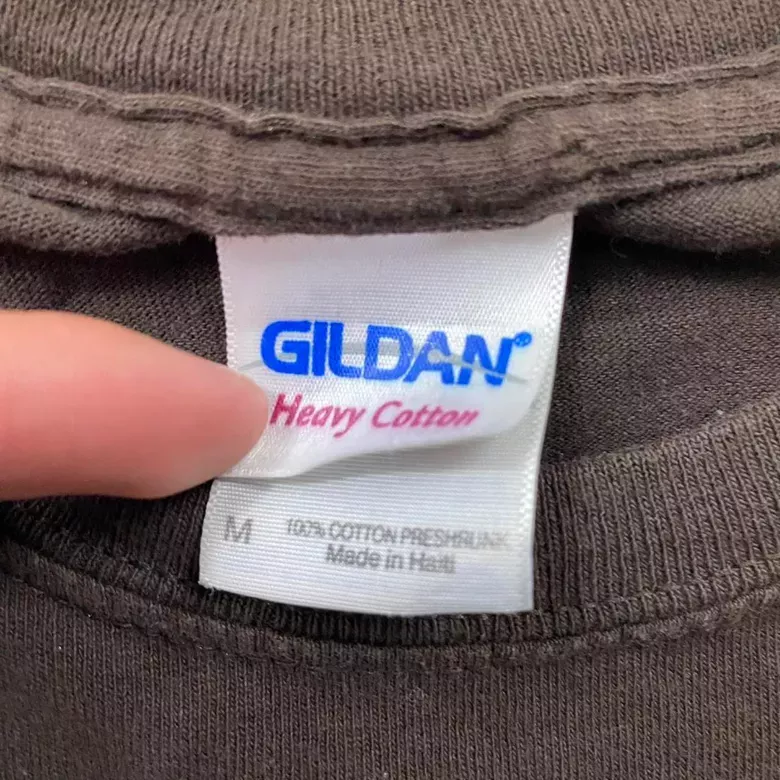 GILDAN®
Heavy Cotton
M 100% COTTON PRESHRUNK
Made in Haiti